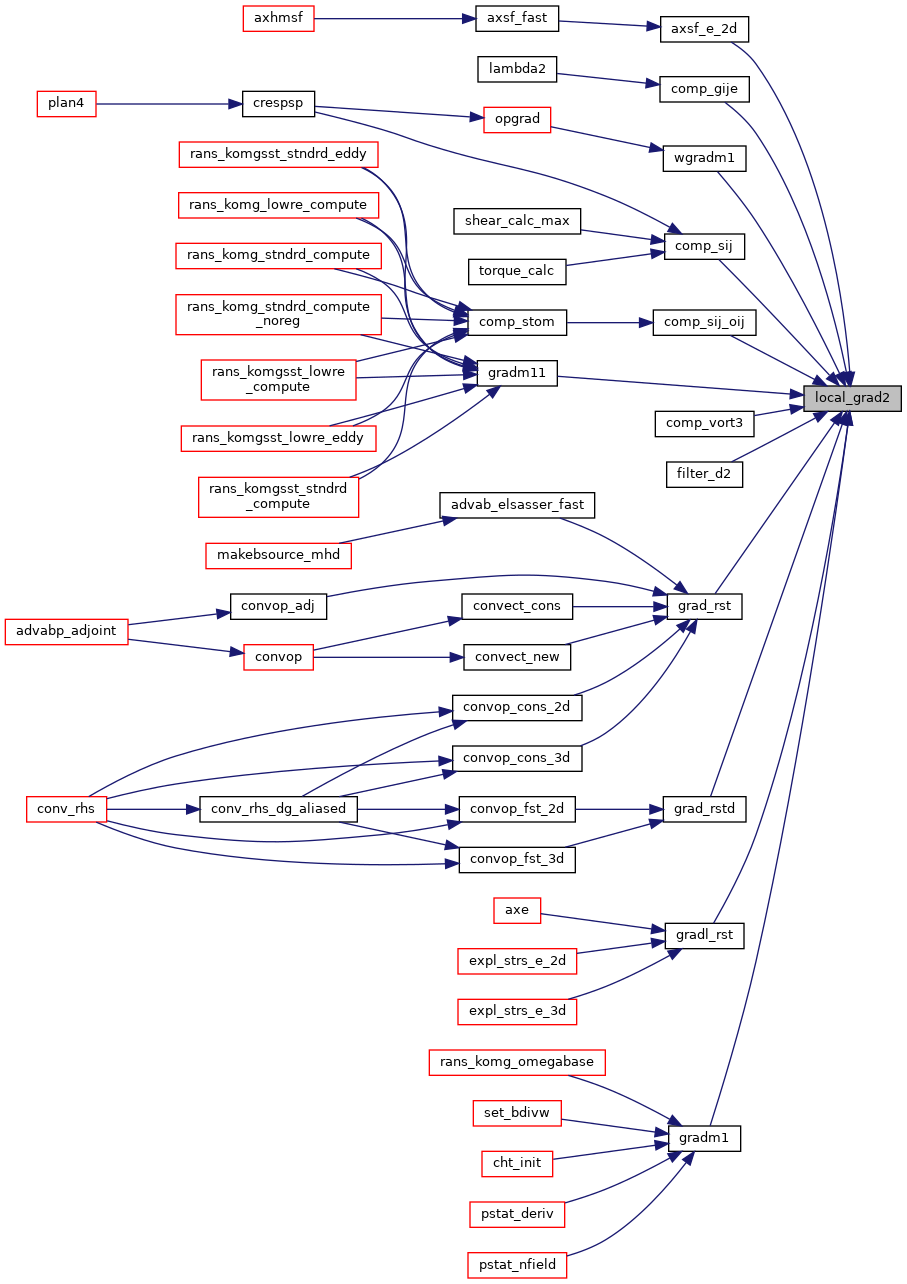 axhmsf
axsf_fast
axsf_e_2d
lambda2
comp_gije
plan4
crespsp
opgrad
wgradm1
rans_komgsst_stndrd_eddy
rans_komg_lowre_compute
shear_calc_max
comp_sij
rans_komg_stndrd_compute
torque_calc
rans_komg_stndrd_compute
_noreg
comp_stom
comp_sij_oij
rans_komgsst_lowre
_compute
gradm11
local_grad2
comp_vort3
rans_komgsst_lowre_eddy
filter_d2
rans_komgsst_stndrd
_compute
advab_elsasser_fast
makebsource_mhd
convop_adj
convect_cons
grad_rst
advabp_adjoint
convop
convect_new
convop_cons_2d
convop_cons_3d
conv_rhs
conv_rhs_dg_aliased
convop_fst_2d
grad_rstd
convop_fst_3d
axe
gradl_rst
expl_strs_e_2d
expl_strs_e_3d
rans_komg_omegabase
set_bdivw
gradm1
cht_init
pstat_deriv
pstat_nfield